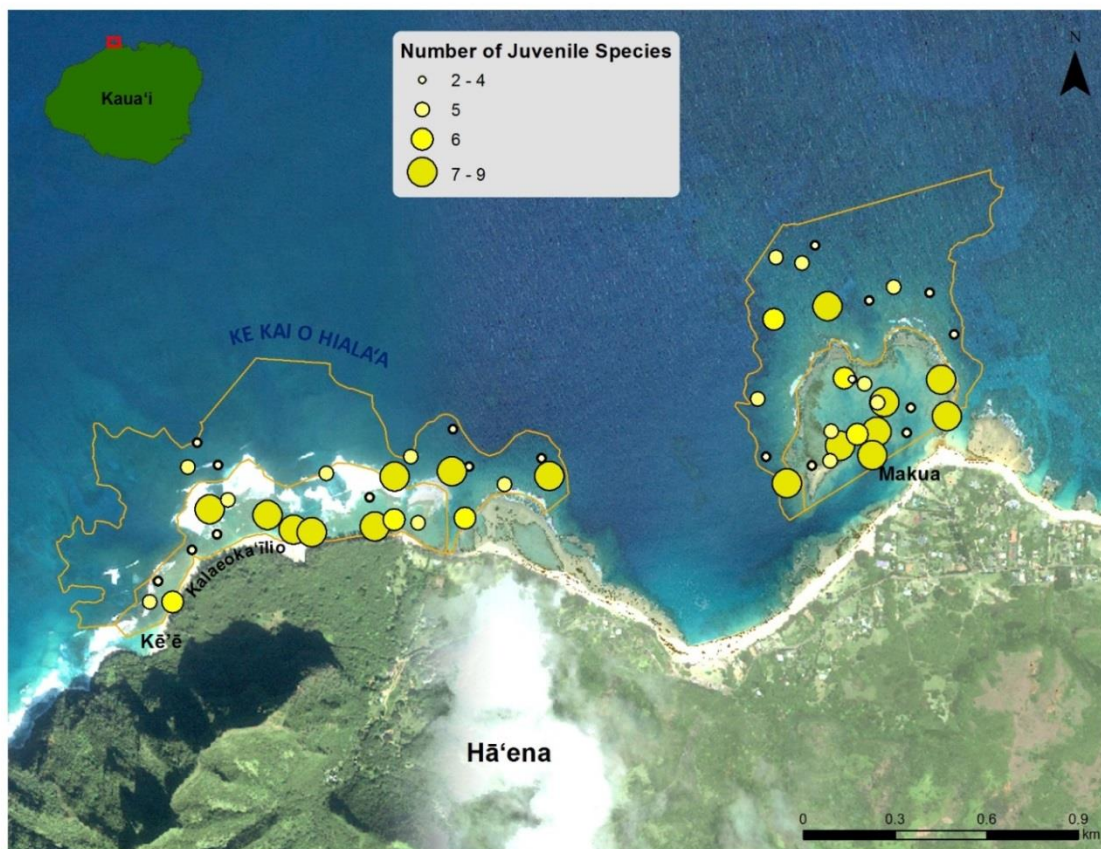 Kaua‘i
Number of Juvenile Species
2 - 4
5
6
7 - 9
N
KE KAI O HIALA‘A
Makua
Kalaeoka‘īlio
Kē‘ē
Hā‘ena
0 0.3 0.6 0.9
km